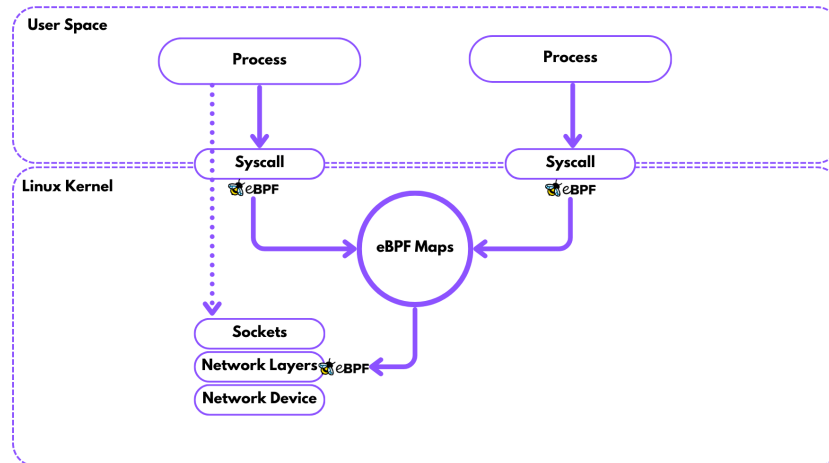 User Space
Process
Process
Syscall
Syscall
Linux Kernel
eBPF
eBPF
eBPF Maps
Sockets
Network Layers
eBPF
Network Device